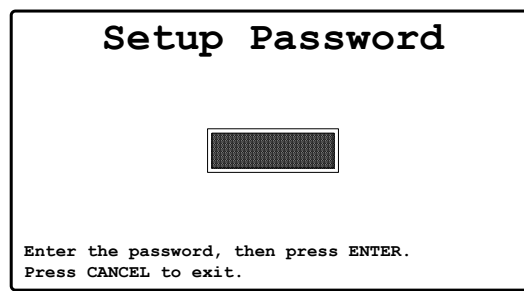 Setup Password
Enter the password, then press ENTER.
Press CANCEL to exit.